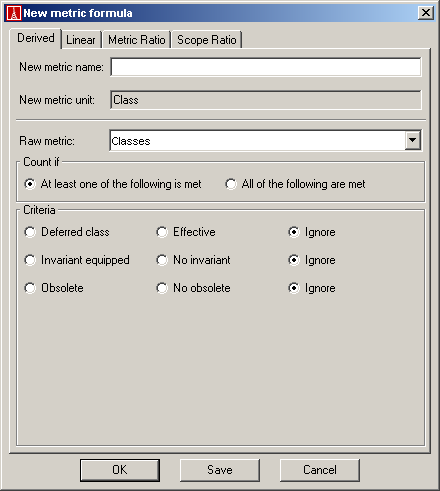 New metric formula
Derived Linear Metric Ratio Scope Ratio
New metric name:
New metric unit: Class
Raw metric: Classes
Count if
At least one of the following is met All of the following are met
Criteria
Deferred class Effective Ignore
Invariant equipped No invariant Ignore
Obsolete No obsolete Ignore
OK Save Cancel